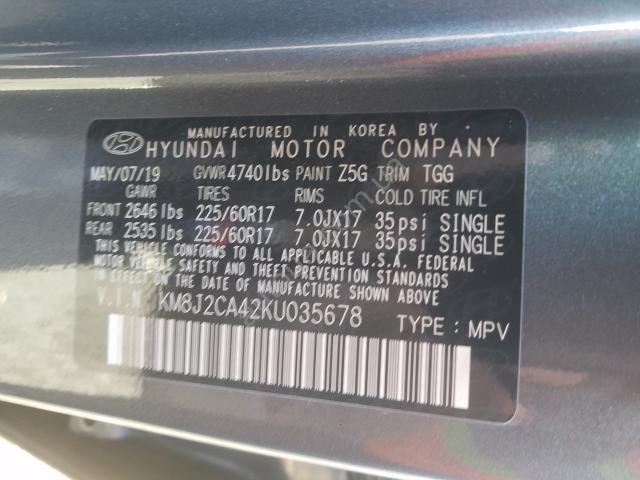 MANUFACTURED IN KOREA BY
HYUNDAI MOTOR COMPANY
MAY/07/19 GVWR 4740lbs PAINT Z5G TRIM TGG
GAWR TIRES RIMS COLD TIRE INFL
FRONT 2646 lbs 225/60R17 7.0JX17 35psi SINGLE
REAR 2535 lbs 225/60R17 7.0JX17 35psi SINGLE
THIS VEHICLE CONFORMS TO ALL APPLICABLE U.S.A. FEDERAL
MOTOR VEHICLE SAFETY AND THEFT PREVENTION STANDARDS
IN EFFECT ON THE DATE OF MANUFACTURE SHOWN ABOVE.
V.I.N KM8J2CA42KU035678 TYPE: MPV